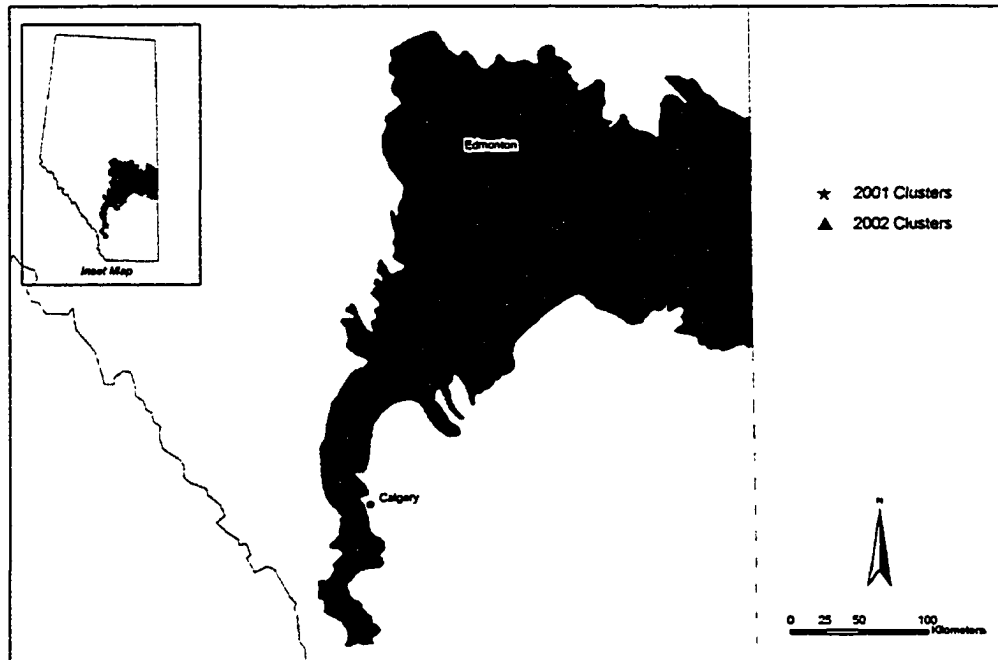 Edmonton
2001 Clusters
2002 Clusters
Inset Map
Calgary
N
0 25 50 100
Kilometers